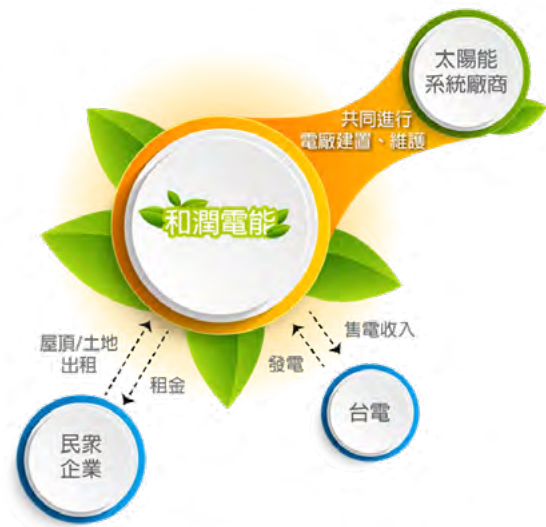 太陽能
系統廠商
共同進行
電廠建置、維護
和潤電能
屋頂/土地
出租
租金
售電收入
發電
民眾
企業
台電